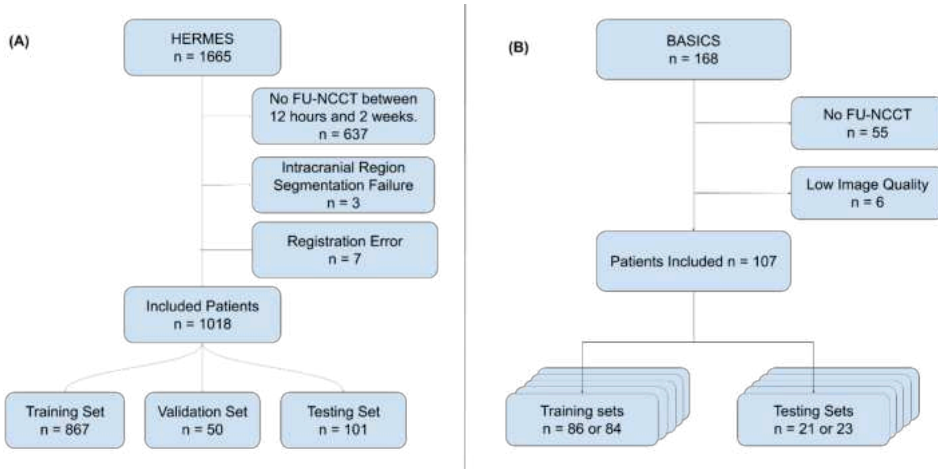 (A)
HERMES
n = 1665
No FU-NCCT between
12 hours and 2 weeks.
n = 637
Intracranial Region
Segmentation Failure
n = 3
Registration Error
n = 7
Included Patients
n = 1018
Training Set
n = 867
Validation Set
n = 50
Testing Set
n = 101
(B)
BASICS
n = 168
No FU-NCCT
n = 55
Low Image Quality
n = 6
Patients Included n = 107
Training sets
n = 86 or 84
Testing Sets
n = 21 or 23